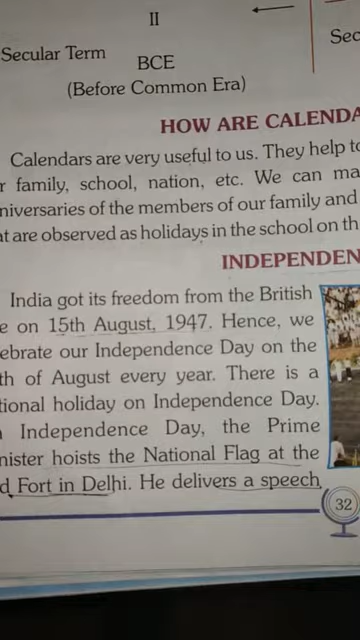 II
Sec
Secular Term
BCE
(Before Common Era)
HOW ARE CALENDA
Calendars are very useful to us. They help to
r family, school, nation, etc. We can ma
niversaries of the members of our family and
at are observed as holidays in the school on th
INDEPENDEN
India got its freedom from the British
e on 15th August, 1947. Hence, we
ebrate our Independence Day on the
th of August every year. There is a
tional holiday on Independence Day.
Independence Day, the Prime
nister hoists the National Flag at the
d Fort in Delhi. He delivers a speech
32